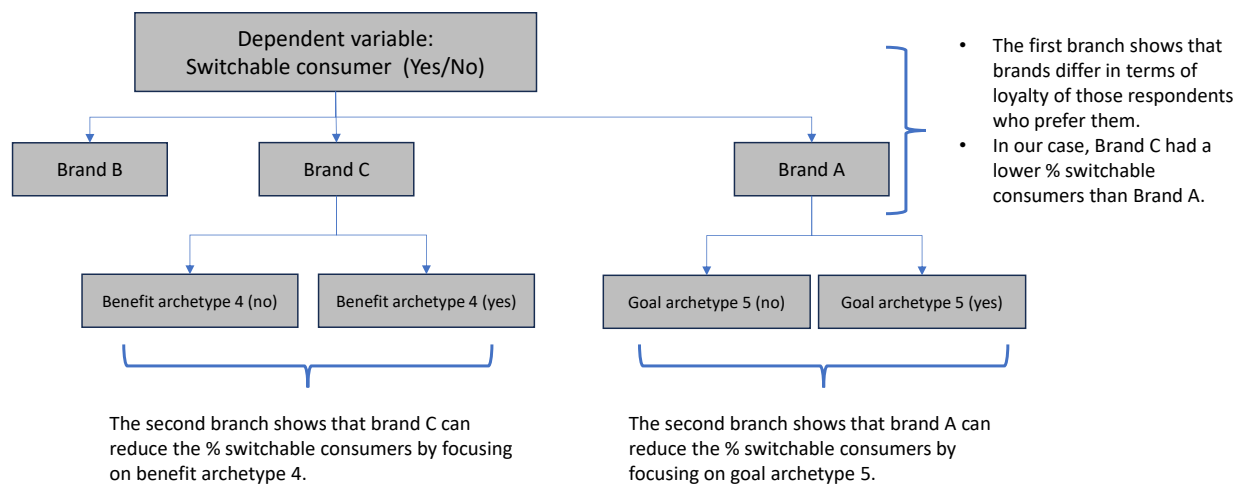 Dependent variable:
Switchable consumer (Yes/No)
• The first branch shows that
brands differ in terms of
loyalty of those respondents
who prefer them.
• In our case, Brand C had a
lower % switchable
consumers than Brand A.
Brand B
Brand C
Brand A
Benefit archetype 4 (no)
Benefit archetype 4 (yes)
Goal archetype 5 (no)
Goal archetype 5 (yes)
The second branch shows that brand C can
reduce the % switchable consumers by focusing
on benefit archetype 4.
The second branch shows that brand A can
reduce the % switchable consumers by
focusing on goal archetype 5.